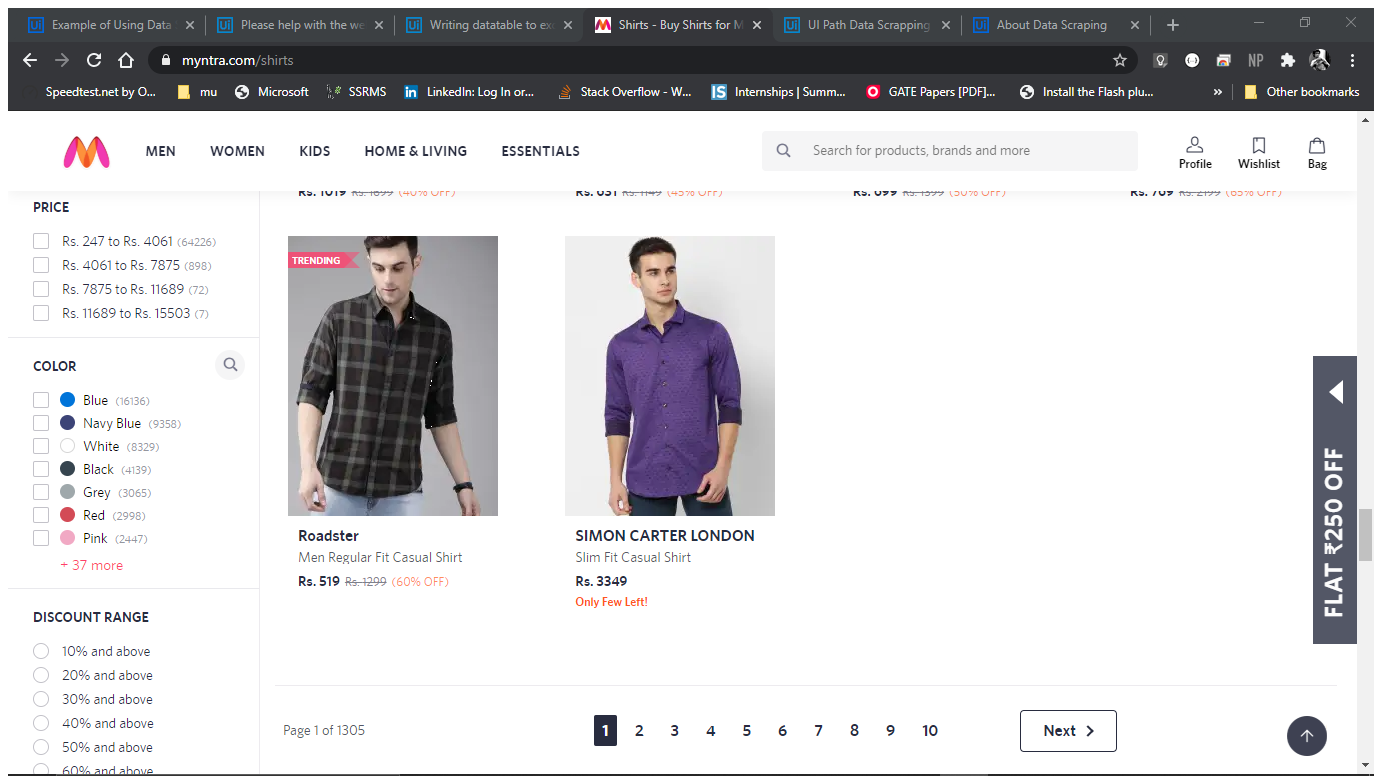 Example of Using Data
Please help with the we
Writing datatable to ex
Shirts - Buy Shirts for M
UI Path Data Scrapping
About Data Scraping
myntra.com/shirts
Speedtest.net by O...
mu
Microsoft
SSRMS
LinkedIn: Log In or...
Stack Overflow - W...
Internships | Summ...
GATE Papers [PDF]...
Install the Flash plu...
»
Other bookmarks
MEN WOMEN KIDS HOME & LIVING ESSENTIALS
Search for products, brands and more
Profile
Wishlist
Bag
Rs. 1019 Rs. 1699 (40% OFF)
Rs. 631 Rs. 1149 (45% OFF)
Rs. 699 Rs. 1399 (50% OFF)
Rs. 769 Rs. 2199 (65% OFF)
PRICE
Rs. 247 to Rs. 4061 (64226)
Rs. 4061 to Rs. 7875 (898)
Rs. 7875 to Rs. 11689 (72)
Rs. 11689 to Rs. 15503 (7)
COLOR
Blue (16136)
Navy Blue (9358)
White (8329)
Black (4139)
Grey (3065)
Red (2998)
Pink (2447)
+ 37 more
DISCOUNT RANGE
10% and above
20% and above
30% and above
40% and above
50% and above
60% and above
TRENDING
Roadster
Men Regular Fit Casual Shirt
Rs. 519 Rs. 1299 (60% OFF)
SIMON CARTER LONDON
Slim Fit Casual Shirt
Rs. 3349
Only Few Left!
FLAT ₹250 OFF
Page 1 of 1305
1 2 3 4 5 6 7 8 9 10
Next